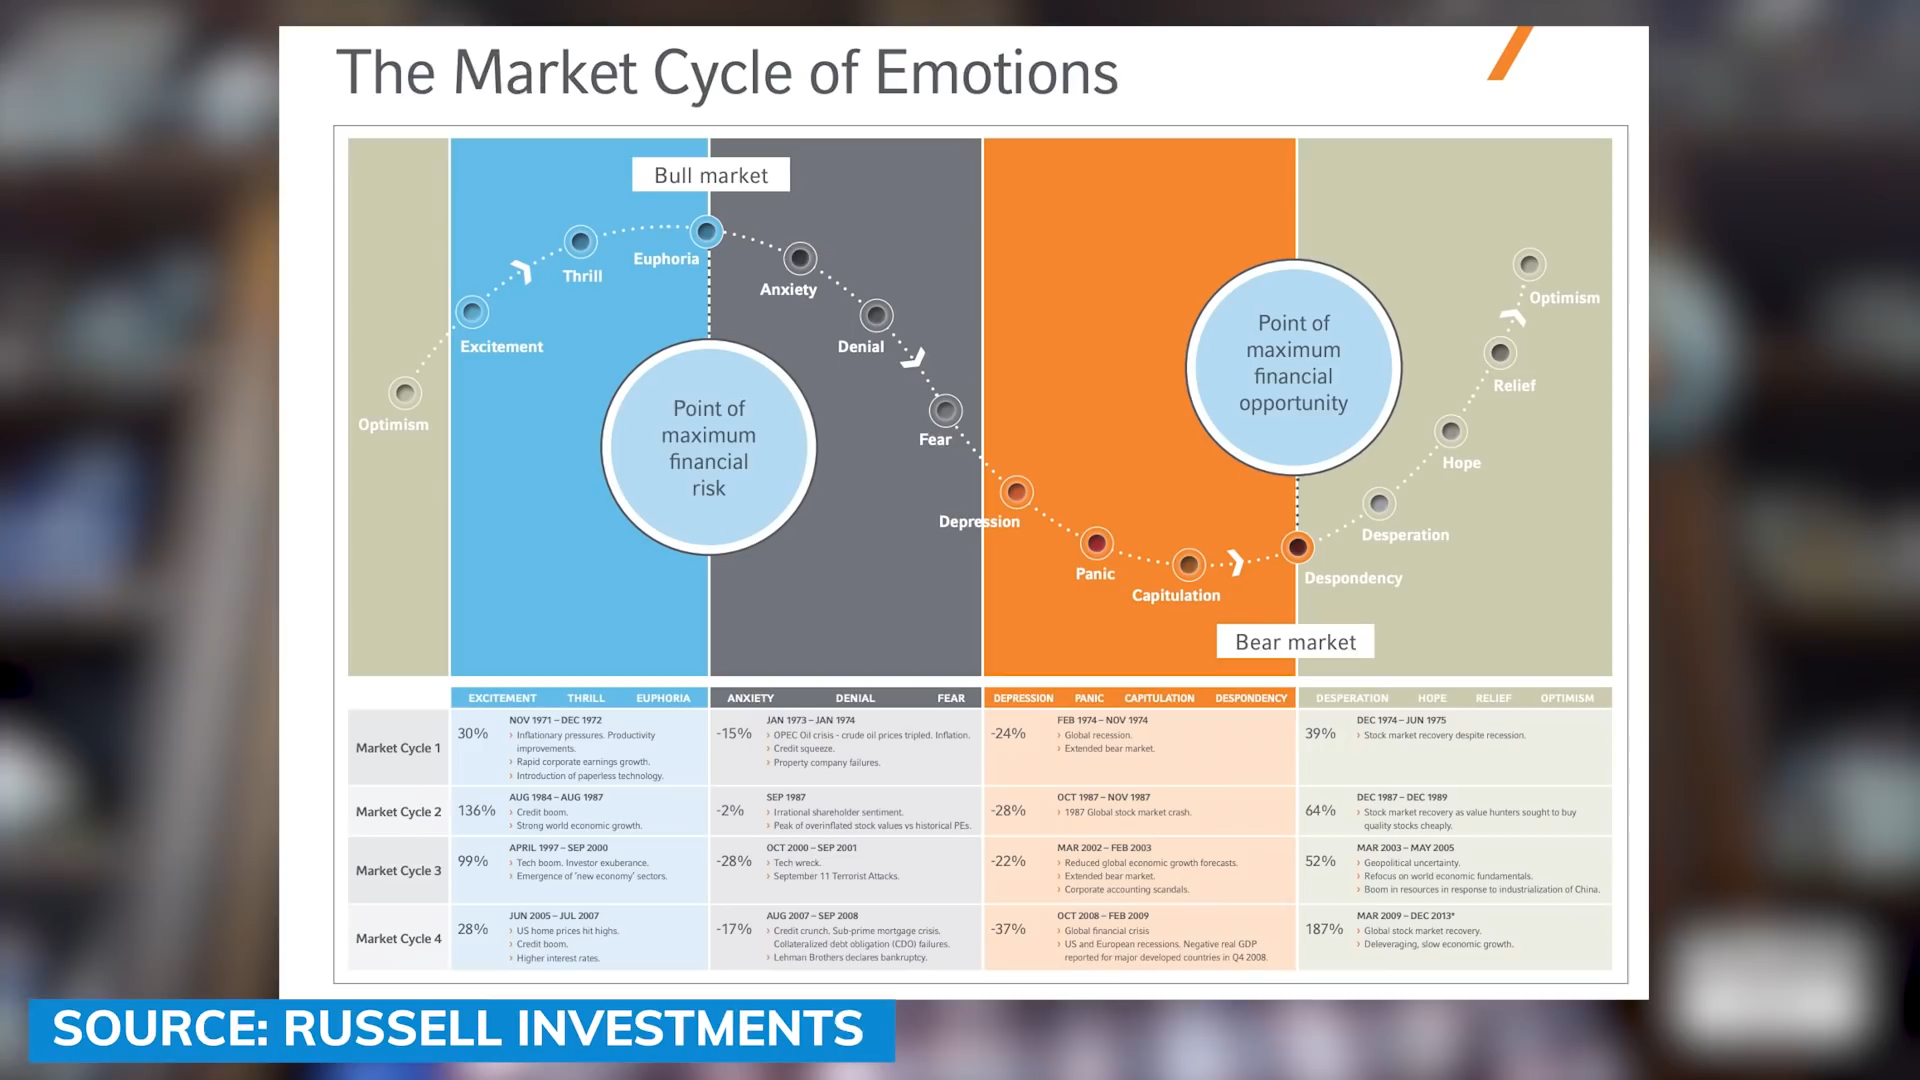 The Market Cycle of Emotions
Bull market
Optimism
Excitement
Thrill
Euphoria
Anxiety
Denial
Fear
Depression
Panic
Capitulation
Despondency
Desperation
Hope
Relief
Optimism
Point of
maximum
financial
risk
Point of
maximum
financial
opportunity
Bear market
EXCITEMENT THRILL EUPHORIA
ANXIETY DENIAL FEAR
DEPRESSION PANIC CAPITULATION DESPONDENCY
DESPERATION HOPE RELIEF OPTIMISM
Market Cycle 1
30%
NOV 1971 – DEC 1972
› Inflationary pressures. Productivity
improvements.
› Rapid corporate earnings growth.
› Introduction of paperless technology.
-15%
JAN 1973 – JAN 1974
› OPEC Oil crisis - crude oil prices tripled. Inflation.
› Credit squeeze.
› Property company failures.
-24%
FEB 1974 – NOV 1974
› Global recession.
› Extended bear market.
39%
DEC 1974 – JUN 1975
› Stock market recovery despite recession.
Market Cycle 2
136%
AUG 1984 – AUG 1987
› Credit boom.
› Strong world economic growth.
-2%
SEP 1987
› Irrational shareholder sentiment.
› Peak of overinflated stock values vs historical PEs.
-28%
OCT 1987 – NOV 1987
› 1987 Global stock market crash.
64%
DEC 1987 – DEC 1989
› Stock market recovery as value hunters sought to buy
quality stocks cheaply.
Market Cycle 3
99%
APRIL 1997 – SEP 2000
› Tech boom. Investor exuberance.
› Emergence of 'new economy' sectors.
-28%
OCT 2000 – SEP 2001
› Tech wreck.
› September 11 Terrorist Attacks.
-22%
MAR 2002 – FEB 2003
› Reduced global economic growth forecasts.
› Extended bear market.
› Corporate accounting scandals.
52%
MAR 2003 – MAY 2005
› Geopolitical uncertainty.
› Refocus on world economic fundamentals.
› Boom in resources in response to industrialization of China.
Market Cycle 4
28%
JUN 2005 – JUL 2007
› US home prices hit highs.
› Credit boom.
› Higher interest rates.
-17%
AUG 2007 – SEP 2008
› Credit crunch. Sub-prime mortgage crisis.
Collateralized debt obligation (CDO) failures.
› Lehman Brothers declares bankruptcy.
-37%
OCT 2008 – FEB 2009
› Global financial crisis
› US and European recessions. Negative real GDP
reported for major developed countries in Q4 2008.
187%
MAR 2009 – DEC 2013*
› Global stock market recovery.
› Deleveraging, slow economic growth.
SOURCE: RUSSELL INVESTMENTS